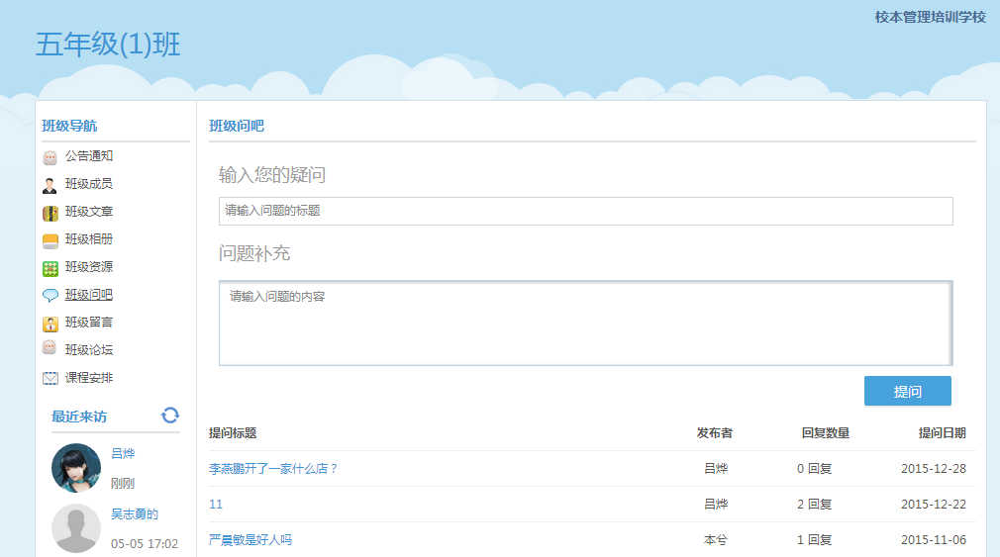 校本管理培训学校
五年级(1)班
班级导航
公告通知
班级成员
班级文章
班级相册
班级资源
班级问吧
班级留言
班级论坛
课程安排
最近来访
吕烨
刚刚
吴志勇的
05-05 17:02
班级问吧
输入您的疑问
请输入问题的标题
问题补充
请输入问题的内容
提问
提问标题 发布者 回复数量 提问日期
李燕鹏开了一家什么店？ 吕烨 0 回复 2015-12-28
11 吕烨 2 回复 2015-12-22
严晨敏是好人吗 本兮 1 回复 2015-11-06